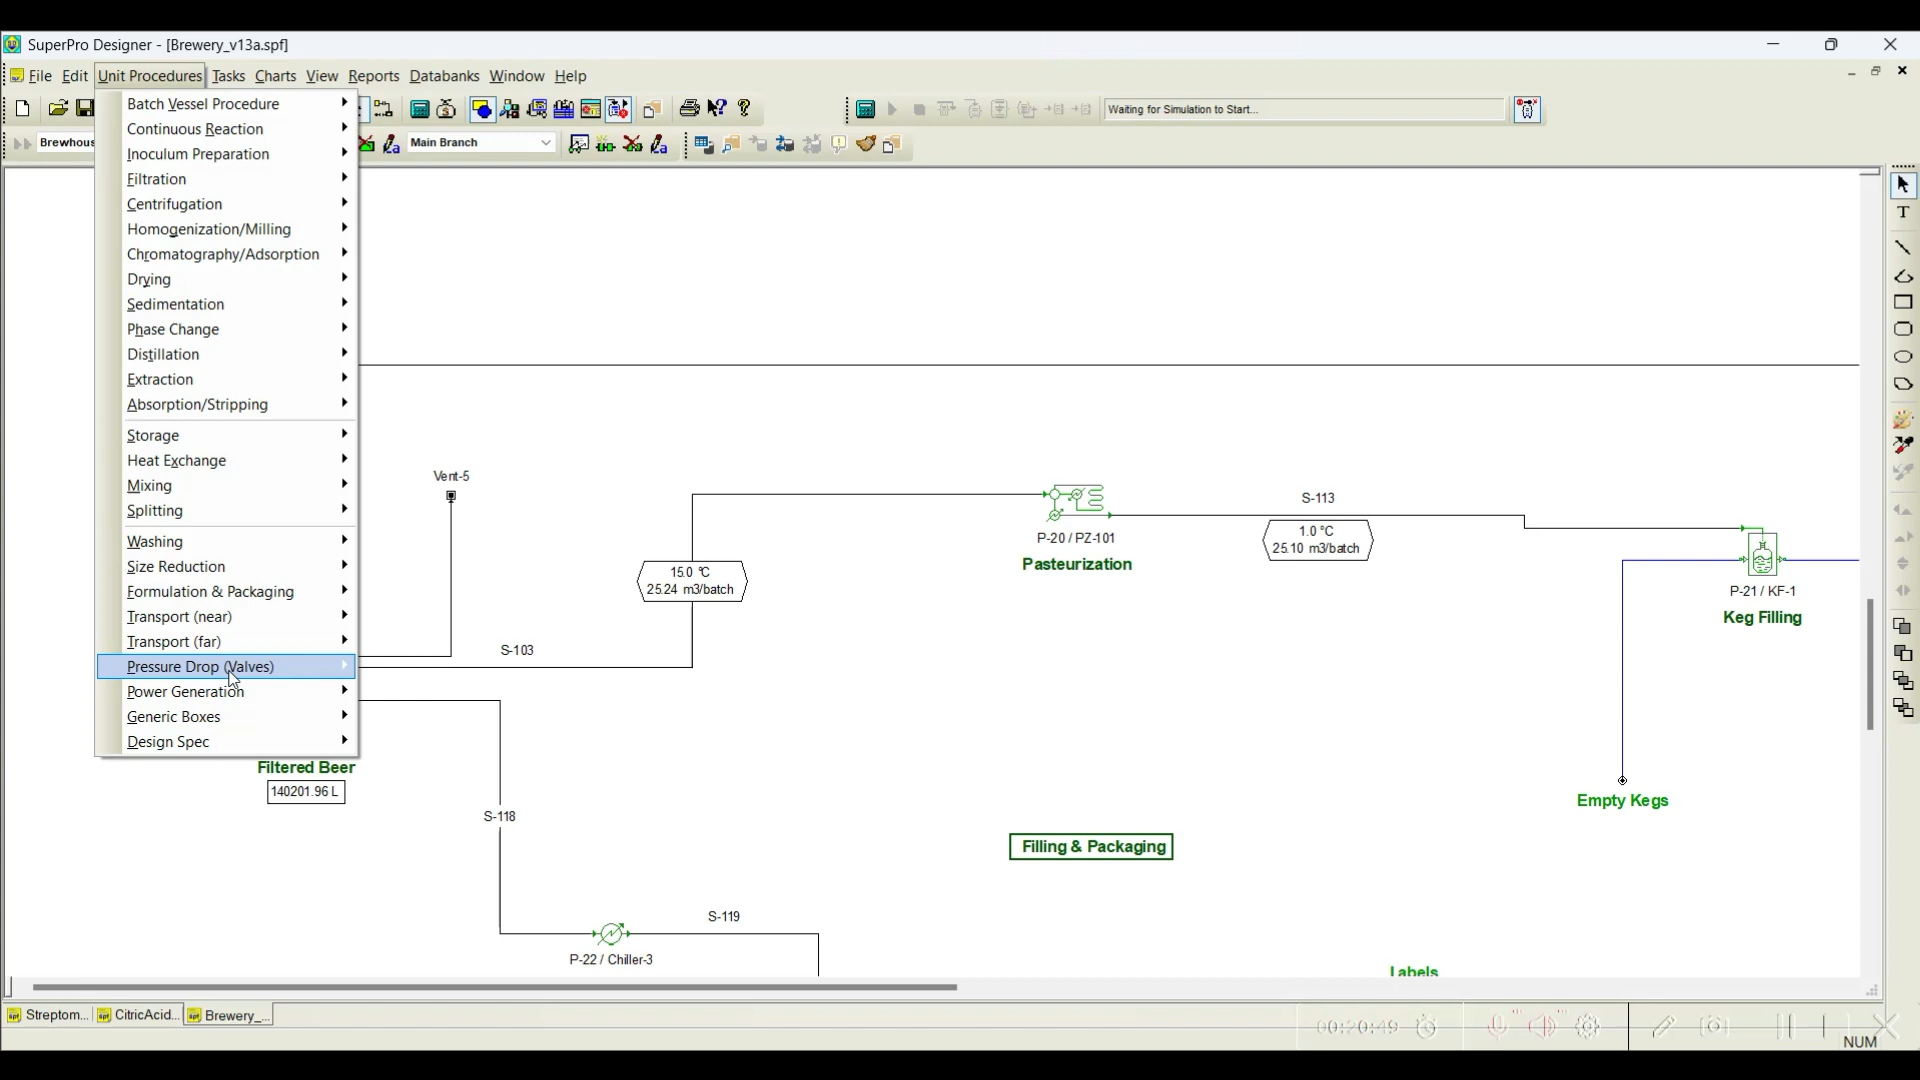 SuperPro Designer - [Brewery_v13a.spf]
File Edit Unit Procedures Tasks Charts View Reports Databanks Window Help
Waiting for Simulation to Start...
Brewhous
Main Branch
Batch Vessel Procedure
Continuous Reaction
Inoculum Preparation
Filtration
Centrifugation
Homogenization/Milling
Chromatography/Adsorption
Drying
Sedimentation
Phase Change
Distillation
Extraction
Absorption/Stripping
Storage
Heat Exchange
Mixing
Splitting
Washing
Size Reduction
Formulation & Packaging
Transport (near)
Transport (far)
Pressure Drop (Valves)
Power Generation
Generic Boxes
Design Spec
Vent-5
S-103
15.0 °C
25.24 m3/batch
P-20 / PZ-101
Pasteurization
S-113
1.0 °C
25.10 m3/batch
P-21 / KF-1
Keg Filling
Empty Kegs
Filtered Beer
140201.96 L
S-118
Filling & Packaging
S-119
P-22 / Chiller-3
Labels
Streptom... CitricAcid... Brewery_...
00:20:49
NUM